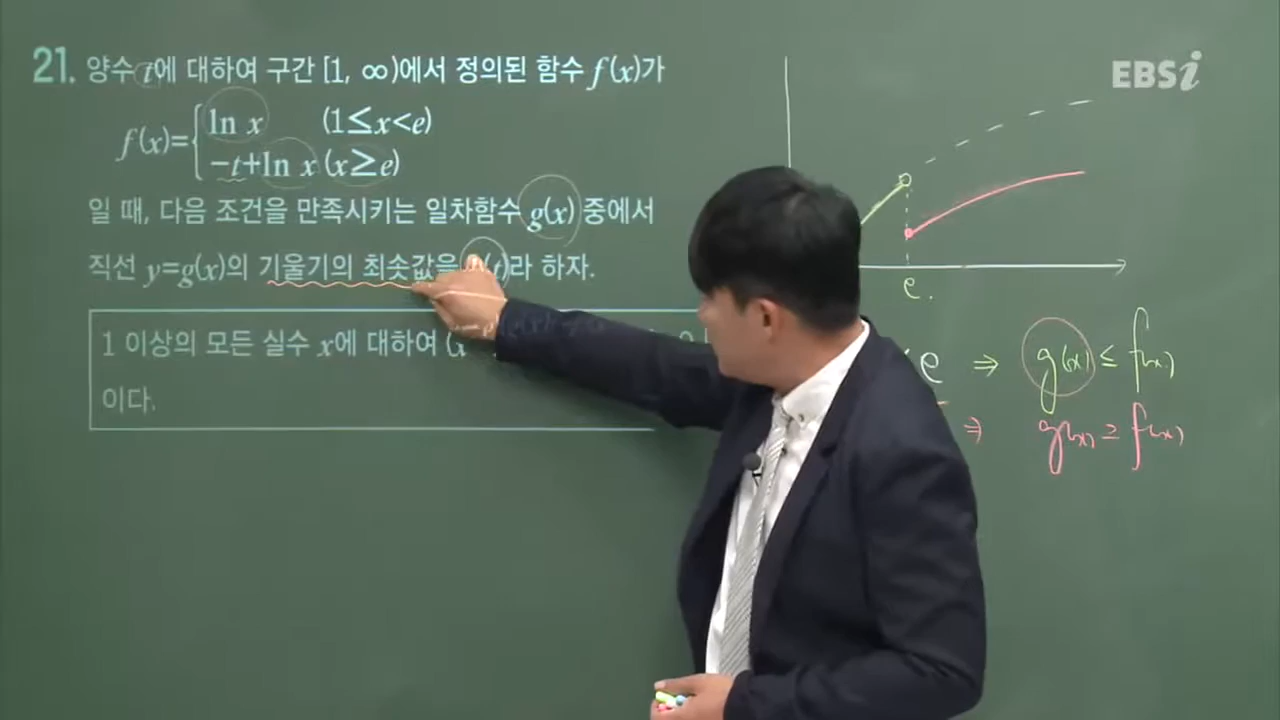 21. 양수 t에 대하여 구간 [1, ∞)에서 정의된 함수 f(x)가
f(x)={ ln x (1≤x<e)
-t+ln x (x≥e)
일 때, 다음 조건을 만족시키는 일차함수 g(x) 중에서
직선 y=g(x)의 기울기의 최솟값을 (t)라 하자.
1 이상의 모든 실수 x에 대하여 (x-e
이다.
EBSi
e.
e ⇒ g(x) ≤ f(x)
⇒ g(x) ≥ f(x)